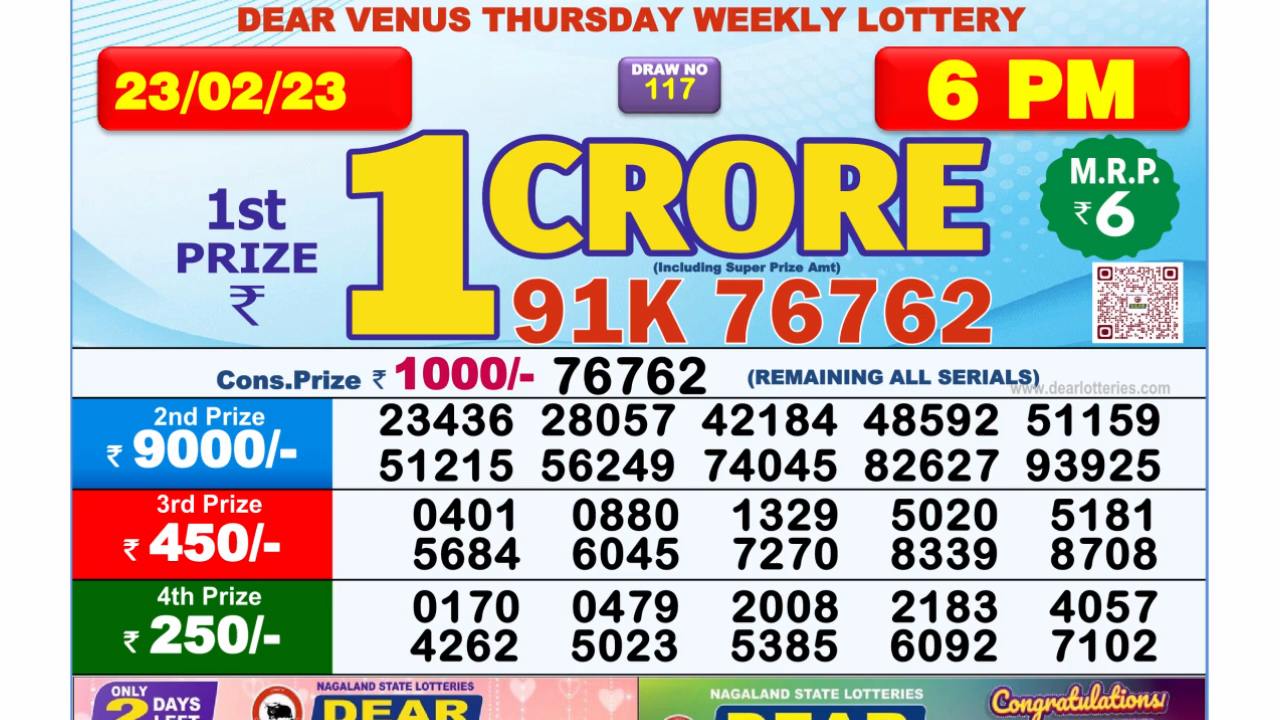 DEAR VENUS THURSDAY WEEKLY LOTTERY
23/02/23
DRAW NO
117
6 PM
1st
PRIZE
₹
1 CRORE
(Including Super Prize Amt)
91K 76762
M.R.P.
₹6
Cons.Prize ₹ 1000/- 76762 (REMAINING ALL SERIALS)
www.dearlotteries.com
2nd Prize
₹ 9000/-
23436 28057 42184 48592 51159
51215 56249 74045 82627 93925
3rd Prize
₹ 450/-
0401 0880 1329 5020 5181
5684 6045 7270 8339 8708
4th Prize
₹ 250/-
0170 0479 2008 2183 4057
4262 5023 5385 6092 7102
ONLY
2 DAYS
LEFT
NAGALAND STATE LOTTERIES
DEAR
NAGALAND STATE LOTTERIES
DEAR
Congratulations!